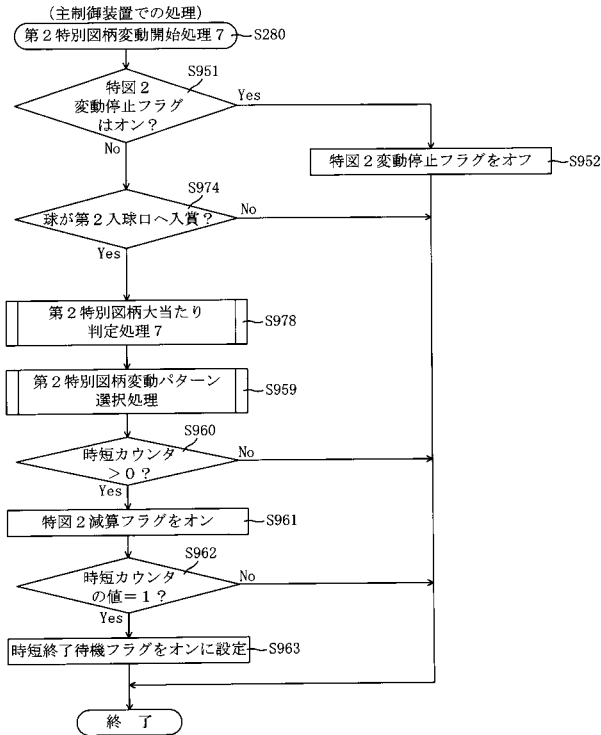 (主制御装置での処理)
第２特別図柄変動開始処理７
S280
S951
特図２
変動停止フラグ
はオン？
Yes
No
特図２変動停止フラグをオフ
S952
S974
球が第２入球口へ入賞？
No
Yes
第２特別図柄大当たり
判定処理７
S978
第２特別図柄変動パターン
選択処理
S959
S960
時短カウンタ
＞０？
No
Yes
特図２減算フラグをオン
S961
S962
時短カウンタ
の値＝１？
No
Yes
時短終了待機フラグをオンに設定
S963
終 了